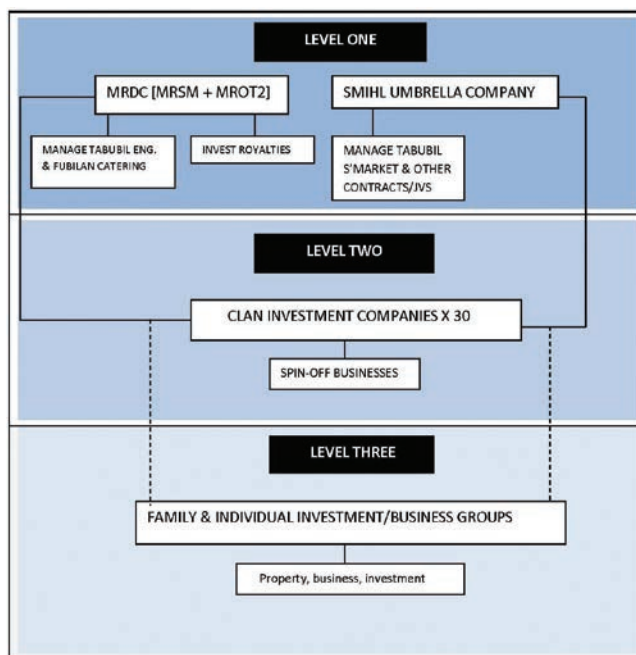 LEVEL ONE
MRDC [MRSM + MROT2]
SMIHL UMBRELLA COMPANY
MANAGE TABUBIL ENG.
& FUBILAN CATERING
INVEST ROYALTIES
MANAGE TABUBIL
S'MARKET & OTHER
CONTRACTS/JVS
LEVEL TWO
CLAN INVESTMENT COMPANIES X 30
SPIN-OFF BUSINESSES
LEVEL THREE
FAMILY & INDIVIDUAL INVESTMENT/BUSINESS GROUPS
Property, business, investment